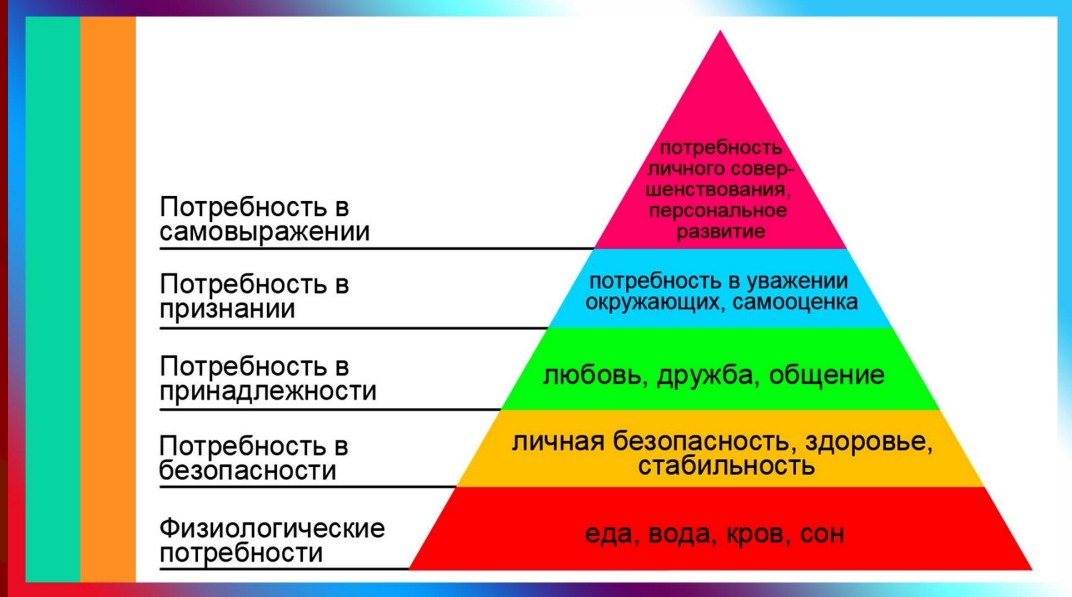 потребность
личного совер-
шенствования,
персональное
развитие
Потребность в
самовыражении
потребность в уважении
окружающих, самооценка
Потребность в
признании
любовь, дружба, общение
Потребность в
принадлежности
личная безопасность, здоровье,
стабильность
Потребность в
безопасности
еда, вода, кров, сон
Физиологические
потребности